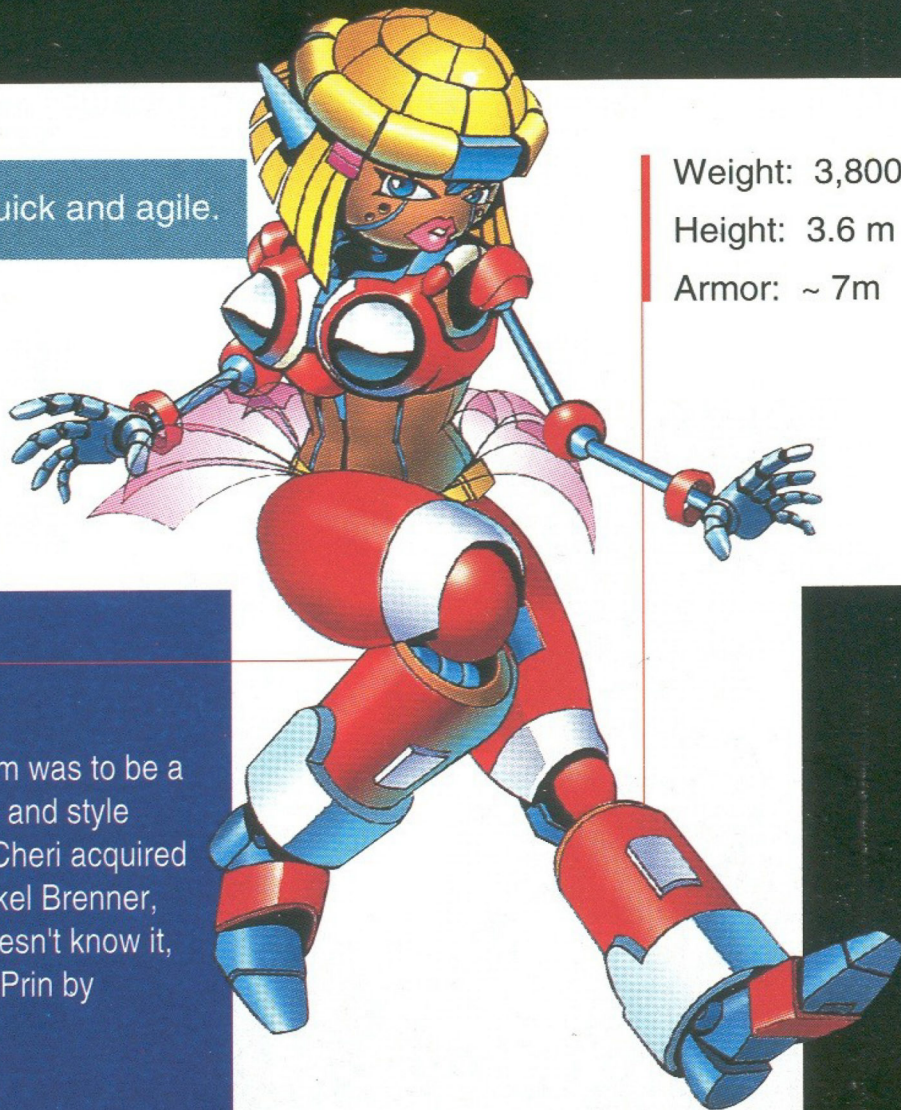 uick and agile.
Weight: 3,800
Height: 3.6 m
Armor: ~ 7m
m was to be a
and style
Cheri acquired
kel Brenner,
esn't know it,
Prin by